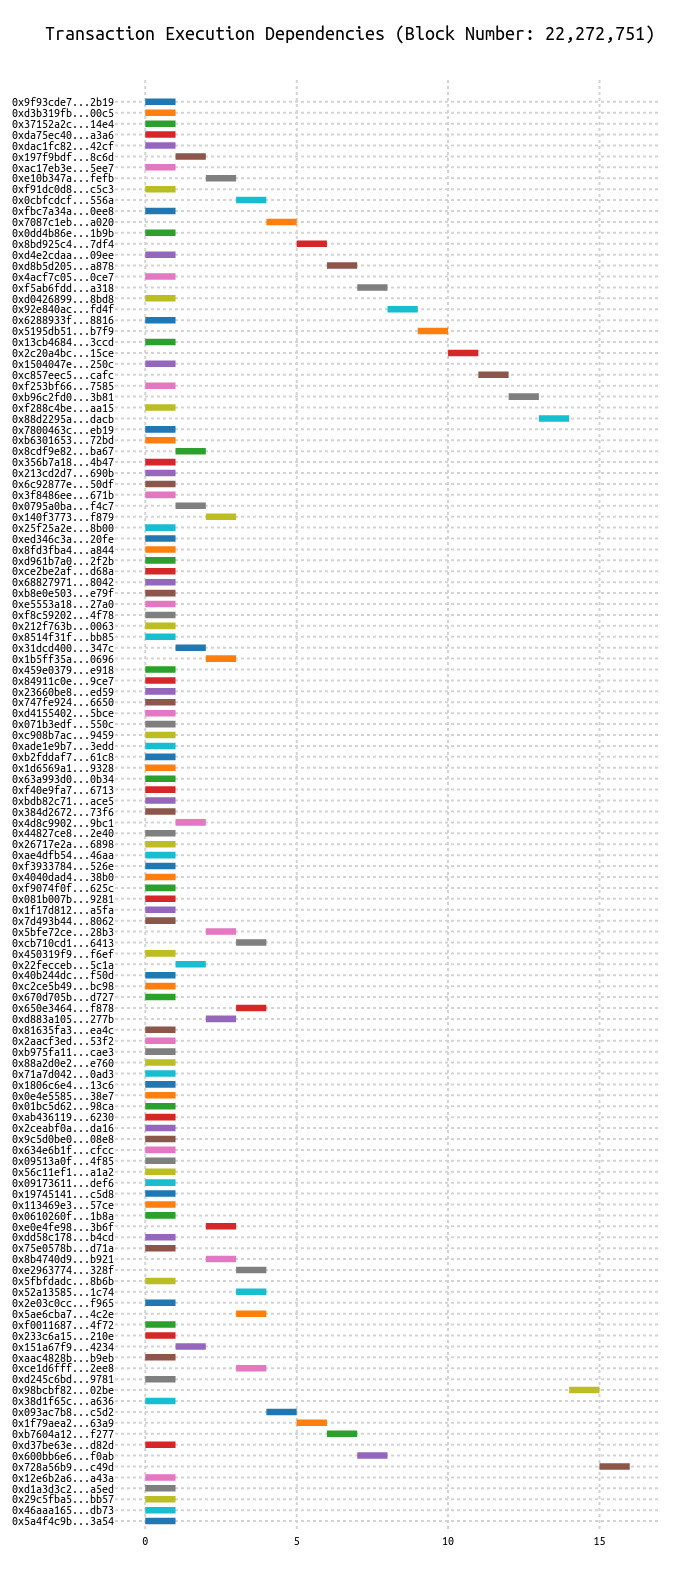 Transaction Execution Dependencies (Block Number: 22,272,751)
0x9f93cde7...2b19
0xd3b319fb...00c5
0x37152a2c...14e4
0xda75ec40...a3a6
0xdac1fc82...42cf
0x197f9bdf...8c6d
0xac17eb3e...5ee7
0xe10b347a...fefb
0xf91dc0d8...c5c3
0x0cbfcdcf...556a
0xfbc7a34a...0ee8
0x7087c1eb...a020
0x0dd4b86e...1b9b
0x8bd925c4...7df4
0xd4e2cdaa...09ee
0xd8b5d205...a878
0x4acf7c05...0ce7
0xf5ab6fdd...a318
0xd0426899...8bd8
0x92e840ac...fd4f
0x6288933f...8816
0x5195db51...b7f9
0x13cb4684...3ccd
0x2c20a4bc...15ce
0x1504047e...250c
0xc857eec5...cafc
0xf253bf66...7585
0xb96c2fd0...3b81
0xf288c4be...aa15
0x88d2295a...dacb
0x7800463c...eb19
0xb6301653...72bd
0x8cdf9e82...ba67
0x356b7a18...4b47
0x213cd2d7...690b
0x6c92877e...50df
0x3f8486ee...671b
0x0795a0ba...f4c7
0x140f3773...f879
0x25f25a2e...8b00
0xed346c3a...20fe
0x8fd3fba4...a844
0xd961b7a0...2f2b
0xce2be2af...d68a
0x68827971...8042
0xb8e0e503...e79f
0xe5553a18...27a0
0xf8c59202...4f78
0x212f763b...0063
0x8514f31f...bb85
0x31dcd400...347c
0x1b5ff35a...0696
0x459e0379...e918
0x84911c0e...9ce7
0x23660be8...ed59
0x747fe924...6650
0xd4155402...5bce
0x071b3edf...550c
0xc908b7ac...9459
0xade1e9b7...3edd
0xb2fddaf7...61c8
0x1d6569a1...9328
0x63a993d0...0b34
0xf40e9fa7...6713
0xbdb82c71...ace5
0x384d2672...73f6
0x4d8c9902...9bc1
0x44827ce8...2e40
0x26717e2a...6898
0xae4dfb54...46aa
0xf3933784...526e
0x4040dad4...38b0
0xf9074f0f...625c
0x081b007b...9281
0x1f17d812...a5fa
0x7d493b44...8062
0x5bfe72ce...28b3
0xcb710cd1...6413
0x450319f9...f6ef
0x22fecceb...5c1a
0x40b244dc...f50d
0xc2ce5b49...bc98
0x670d705b...d727
0x650e3464...f878
0xd883a105...277b
0x81635fa3...ea4c
0x2aacf3ed...53f2
0xb975fa11...cae3
0x88a2d0e2...e760
0x71a7d042...0ad3
0x1806c6e4...13c6
0x0e4e5585...38e7
0x01bc5d62...98ca
0xab436119...6230
0x2ceabf0a...da16
0x9c5d0be0...08e8
0x634e6b1f...cfcc
0x09513a0f...4f85
0x56c11ef1...a1a2
0x09173611...def6
0x19745141...c5d8
0x113469e3...57ce
0x0610260f...1b8a
0xe0e4fe98...3b6f
0xdd58c178...b4cd
0x75e0578b...d71a
0x8b4740d9...b921
0xe2963774...328f
0x5fbfdadc...8b6b
0x52a13585...1c74
0x2e03c0cc...f965
0x5ae6cba7...4c2e
0xf0011687...4f72
0x233c6a15...210e
0x151a67f9...4234
0xaac4828b...b9eb
0xce1d6fff...2ee8
0xd245c6bd...9781
0x98bcbf82...02be
0x38d1f65c...a636
0x093ac7b8...c5d2
0x1f79aea2...63a9
0xb7604a12...f277
0xd37be63e...d82d
0x600bb6e6...f0ab
0x728a56b9...c49d
0x12e6b2a6...a43a
0xd1a3d3c2...a5ed
0x29c5fba5...bb57
0x46aaa165...db73
0x5a4f4c9b...3a54
0 5 10 15